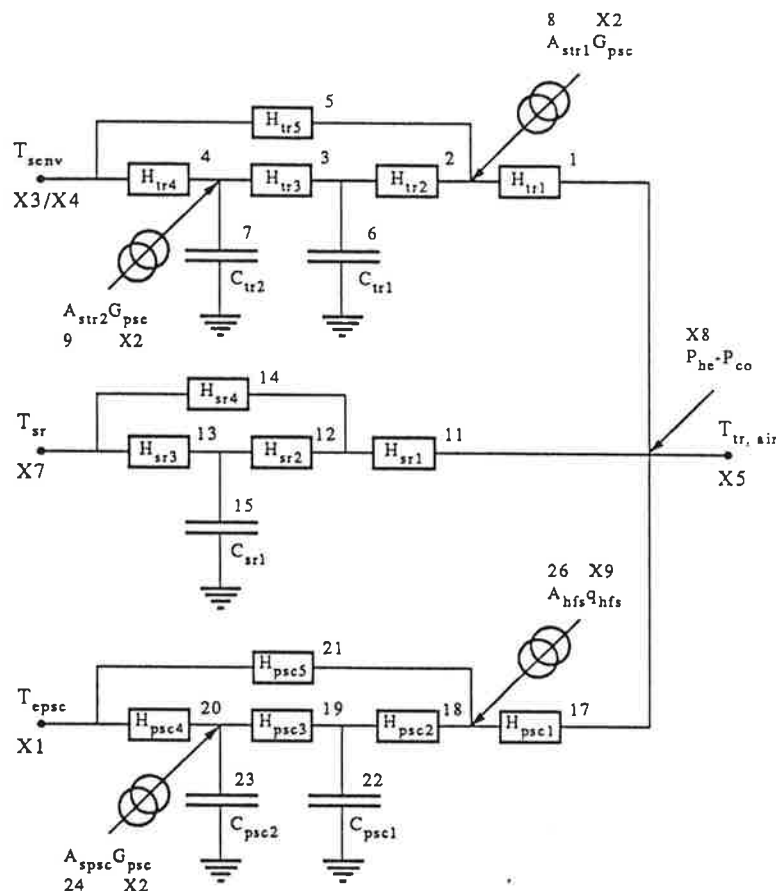 8 X2
A_str1 G_psc
5
H_tr5
T_senv
4
3
2
1
H_tr4
H_tr3
H_tr2
H_tr1
X3/X4
7
6
C_tr2
C_tr1
A_str2 G_psc
9 X2
X8
P_he-P_co
14
H_sr4
T_sr
13
12
11
T_tr, air
H_sr3
H_sr2
H_sr1
X7
X5
15
C_sr1
26 X9
A_hfs q_hfs
21
H_psc5
T_epsc
20
19
18
17
H_psc4
H_psc3
H_psc2
H_psc1
X1
23
22
C_psc2
C_psc1
A_spsc G_psc
24 X2